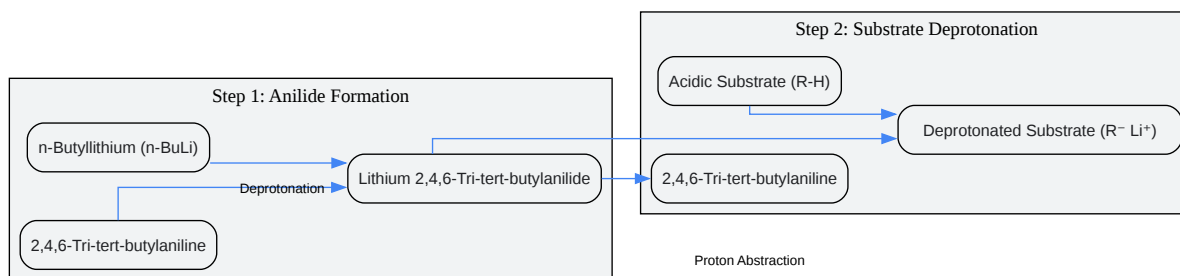 Step 2: Substrate Deprotonation
Acidic Substrate (R-H)
Step 1: Anilide Formation
Deprotonated Substrate (R⁻ Li⁺)
n-Butyllithium (n-BuLi)
Lithium 2,4,6-Tri-tert-butylanilide
2,4,6-Tri-tert-butylaniline
Deprotonation
2,4,6-Tri-tert-butylaniline
Proton Abstraction